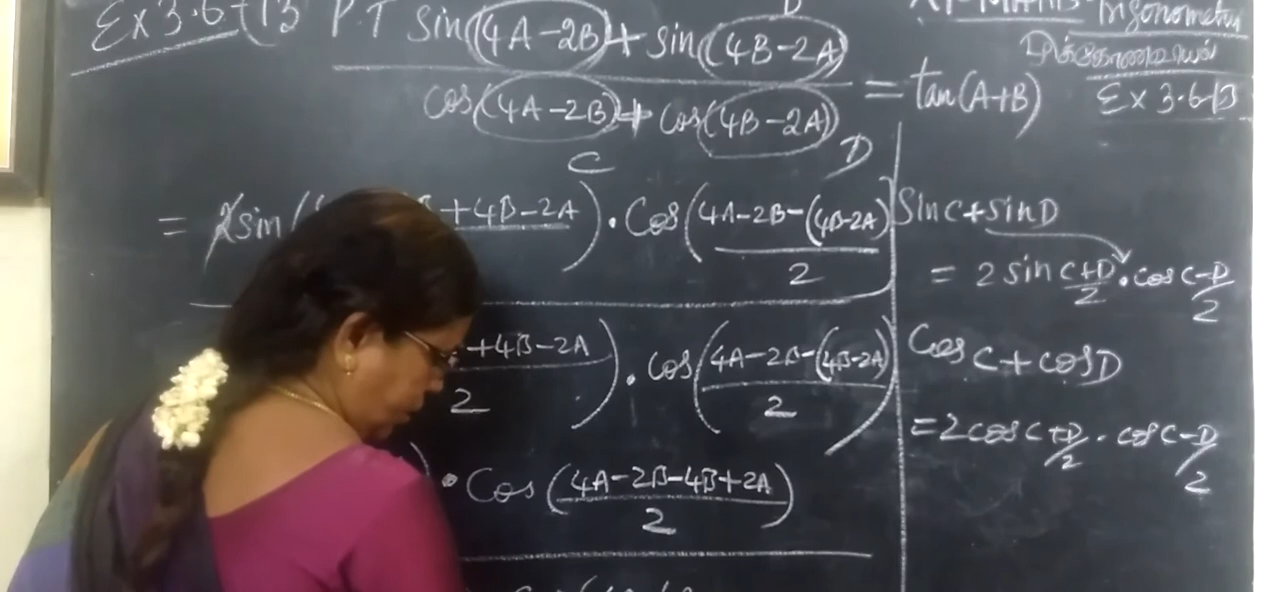 Ex 3.6-(13 P.T sin(4A-2B)+ sin(4B-2A)
cos(4A-2B)+ cos(4B-2A)
= tan(A+B)
C D
= 2sin( +4B-2A ) . Cos(4A-2B-(4B-2A)
2
+4B-2A ) . cos(4A-2B-(4B-2A)
2 2
) . Cos (4A-2B-4B+2A)
2
Trigonometry
Ex 3.6-13
Sinc+sinD
= 2 sin C+D/2 . cos C-D/2
Cos C + cosD
= 2 cos C+D/2 . cos C-D/2